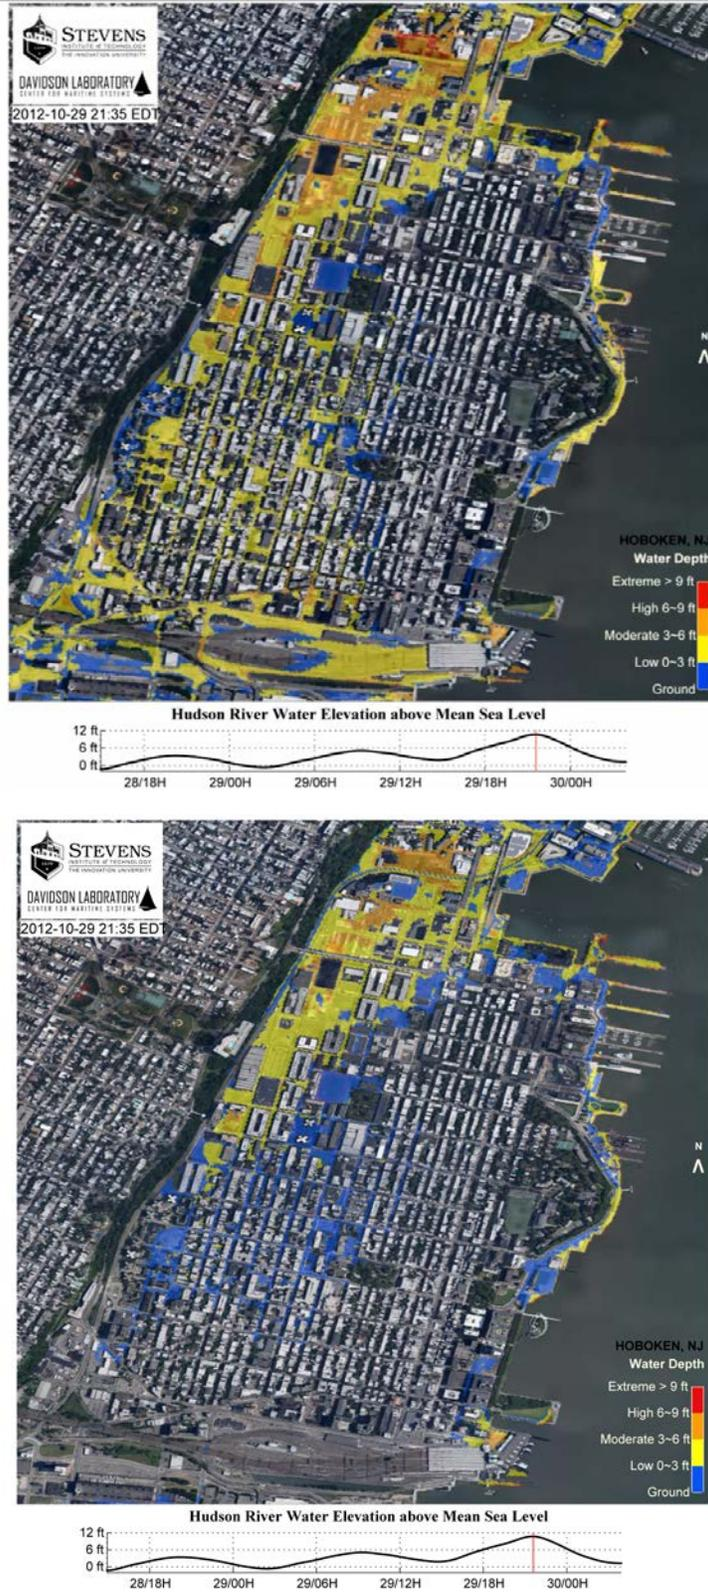 STEVENS
INSTITUTE of TECHNOLOGY
THE INNOVATION UNIVERSITY
DAVIDSON LABORATORY
CENTER FOR MARITIME SYSTEMS
2012-10-29 21:35 EDT
N
HOBOKEN, NJ
Water Depth
Extreme > 9 ft
High 6~9 ft
Moderate 3~6 ft
Low 0~3 ft
Ground
Hudson River Water Elevation above Mean Sea Level
12 ft
6 ft
0 ft
28/18H 29/00H 29/06H 29/12H 29/18H 30/00H
STEVENS
INSTITUTE of TECHNOLOGY
THE INNOVATION UNIVERSITY
DAVIDSON LABORATORY
CENTER FOR MARITIME SYSTEMS
2012-10-29 21:35 EDT
N
HOBOKEN, NJ
Water Depth
Extreme > 9 ft
High 6~9 ft
Moderate 3~6 ft
Low 0~3 ft
Ground
Hudson River Water Elevation above Mean Sea Level
12 ft
6 ft
0 ft
28/18H 29/00H 29/06H 29/12H 29/18H 30/00H